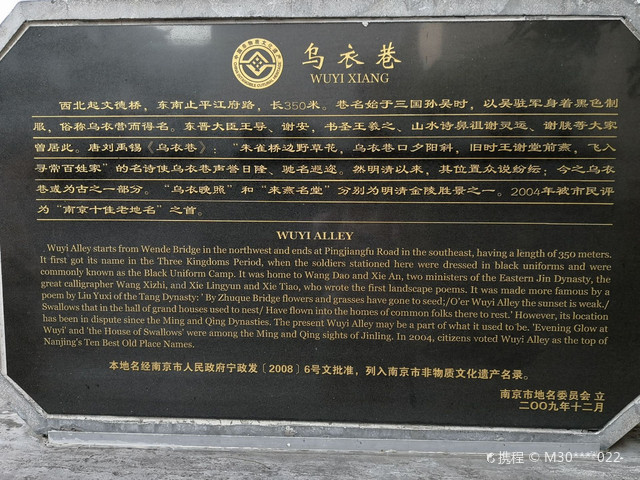 乌衣巷
WUYI XIANG
西北起文德桥，东南止平江府路，长350米。巷名始于三国孙吴时，以吴驻军身着黑色制
服，俗称乌衣营而得名。东晋大臣王导、谢安，书圣王羲之、山水诗鼻祖谢灵运、谢朓等大家
曾居此。唐刘禹锡《乌衣巷》：“朱雀桥边野草花，乌衣巷口夕阳斜，旧时王谢堂前燕，飞入
寻常百姓家”的名诗使乌衣巷声誉日隆、驰名遐迩。然明清以来，其位置众说纷纭；今之乌衣
巷或为古之一部分。“乌衣晚照”和“来燕名堂”分别为明清金陵胜景之一。2004年被市民评
为“南京十佳老地名”之首。
WUYI ALLEY
Wuyi Alley starts from Wende Bridge in the northwest and ends at Pingjiangfu Road in the southeast, having a length of 350 meters.
It first got its name in the Three Kingdoms Period, when the soldiers stationed here were dressed in black uniforms and were
commonly known as the Black Uniform Camp. It was home to Wang Dao and Xie An, two ministers of the Eastern Jin Dynasty, the
great calligrapher Wang Xizhi, and Xie Lingyun and Xie Tiao, who wrote the first landscape poems. It was made more famous by a
poem by Liu Yuxi of the Tang Dynasty: ' By Zhuque Bridge flowers and grasses have gone to seed;/O'er Wuyi Alley the sunset is weak,/
Swallows that in the hall of grand houses used to nest/ Have flown into the homes of common folks there to rest.' However, its location
has been in dispute since the Ming and Qing Dynasties. The present Wuyi Alley may be a part of what it used to be. 'Evening Glow at
Wuyi' and 'the House of Swallows' were among the Ming and Qing sights of Jinling. In 2004, citizens voted Wuyi Alley as the top of
Nanjing's Ten Best Old Place Names.
本地名经南京市人民政府宁政发〔2008〕6号文批准，列入南京市非物质文化遗产名录。
南京市地名委员会 立
二〇〇九年十二月
携程 © M30****022